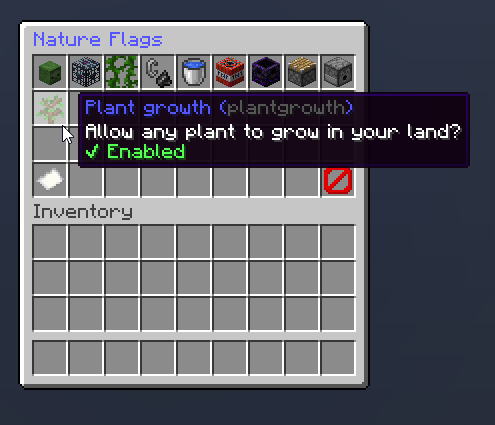 Nature Flags
Plant growth (plantgrowth)
Allow any plant to grow in your land?
✓ Enabled
Inventory